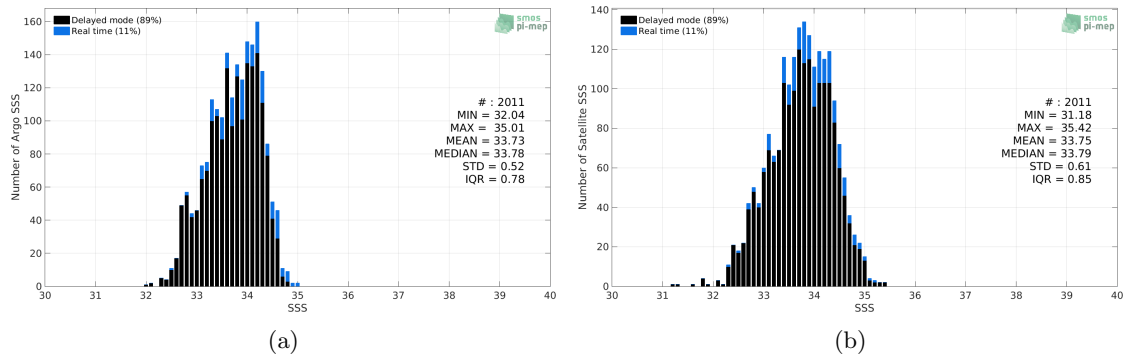 Delayed mode (89%)
Real time (11%)
smos
pi-mep
160
140
120
100
80
60
40
20
0
Number of Argo SSS
# : 2011
MIN = 32.04
MAX = 35.01
MEAN = 33.73
MEDIAN = 33.78
STD = 0.52
IQR = 0.78
30 31 32 33 34 35 36 37 38 39 40
SSS
(a)
Delayed mode (89%)
Real time (11%)
smos
pi-mep
140
120
100
80
60
40
20
0
Number of Satellite SSS
# : 2011
MIN = 31.18
MAX = 35.42
MEAN = 33.75
MEDIAN = 33.79
STD = 0.61
IQR = 0.85
30 31 32 33 34 35 36 37 38 39 40
SSS
(b)